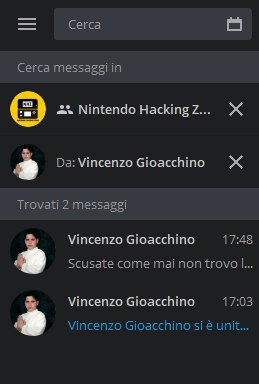 Cerca
Cerca messaggi in
Nintendo Hacking Z...
Da: Vincenzo Gioacchino
Trovati 2 messaggi
Vincenzo Gioacchino 17:48
Scusate come mai non trovo l...
Vincenzo Gioacchino 17:03
Vincenzo Gioacchino si è unit...